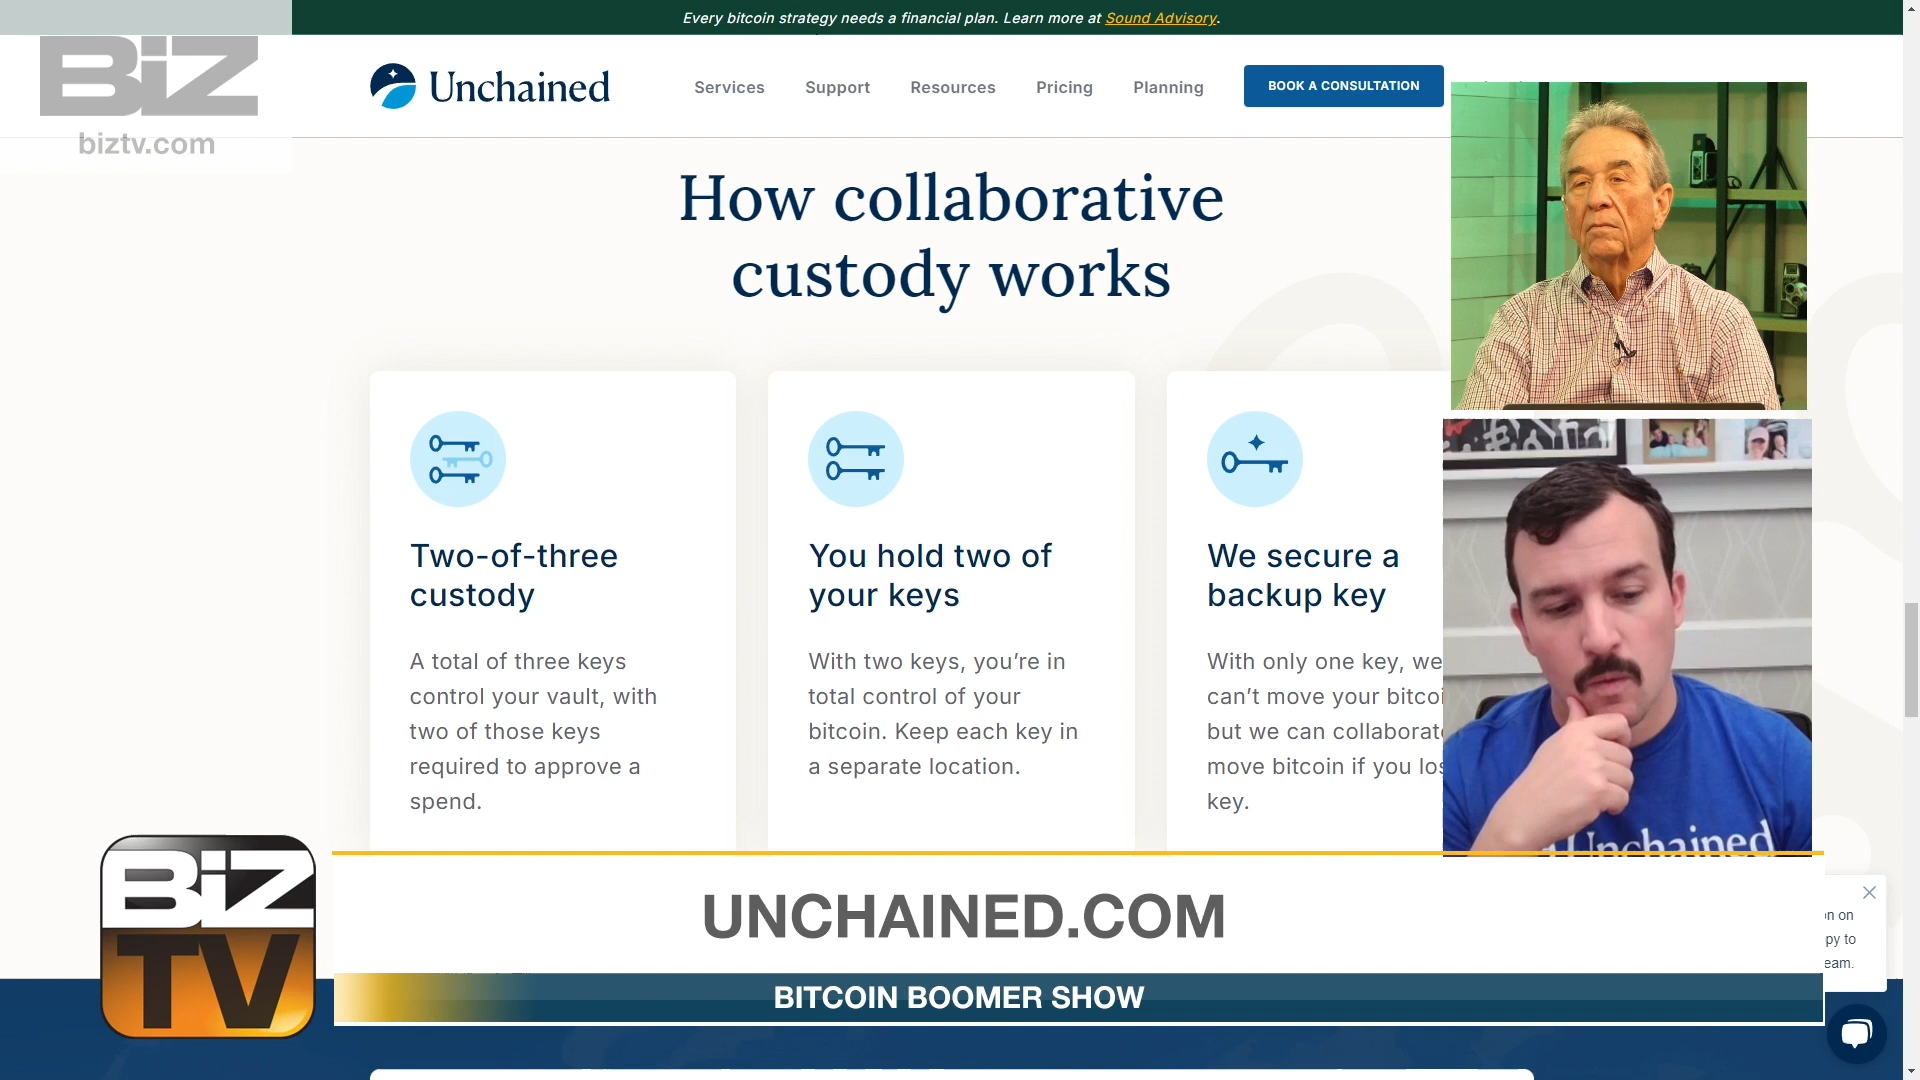 Every bitcoin strategy needs a financial plan. Learn more at Sound Advisory.
BiZ
biztv.com
Unchained
Services
Support
Resources
Pricing
Planning
BOOK A CONSULTATION
How collaborative
custody works
Two-of-three
custody
A total of three keys
control your vault, with
two of those keys
required to approve a
spend.
You hold two of
your keys
With two keys, you’re in
total control of your
bitcoin. Keep each key in
a separate location.
We secure a
backup key
With only one key, we
can’t move your
but we can
move bitcoin if you
key.
Unchained
BiZ
TV
UNCHAINED.COM
BITCOIN BOOMER SHOW
on
to